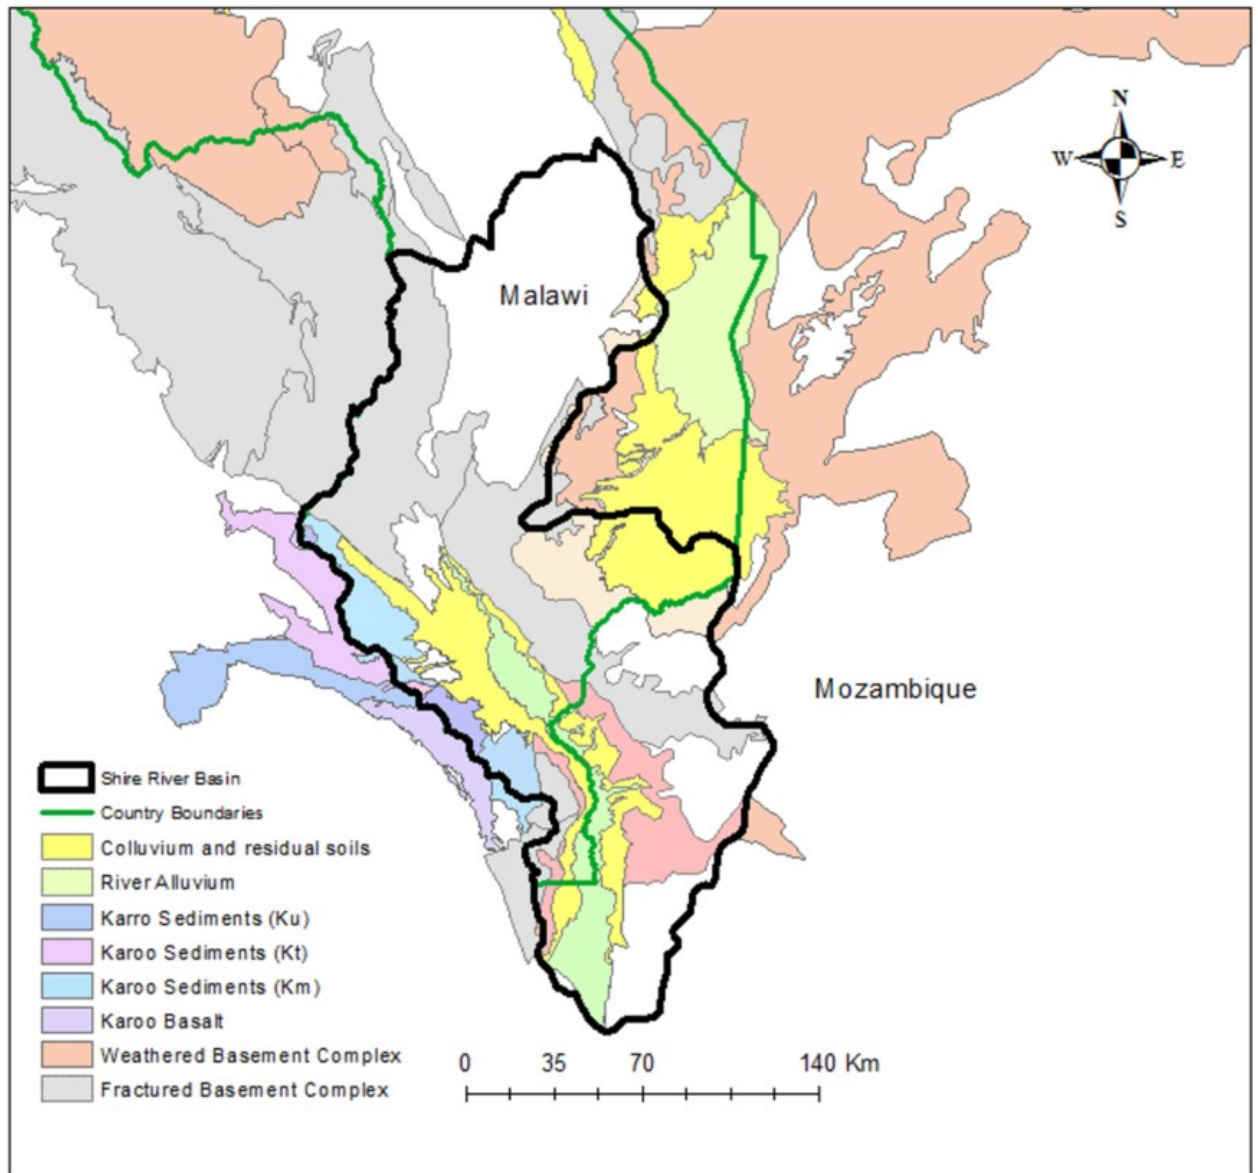 N
W E
S
Malawi
Mozambique
Shire River Basin
Country Boundaries
Colluvium and residual soils
River Alluvium
Karro Sediments (Ku)
Karoo Sediments (Kt)
Karoo Sediments (Km)
Karoo Basalt
Weathered Basement Complex
Fractured Basement Complex
0 35 70 140 Km